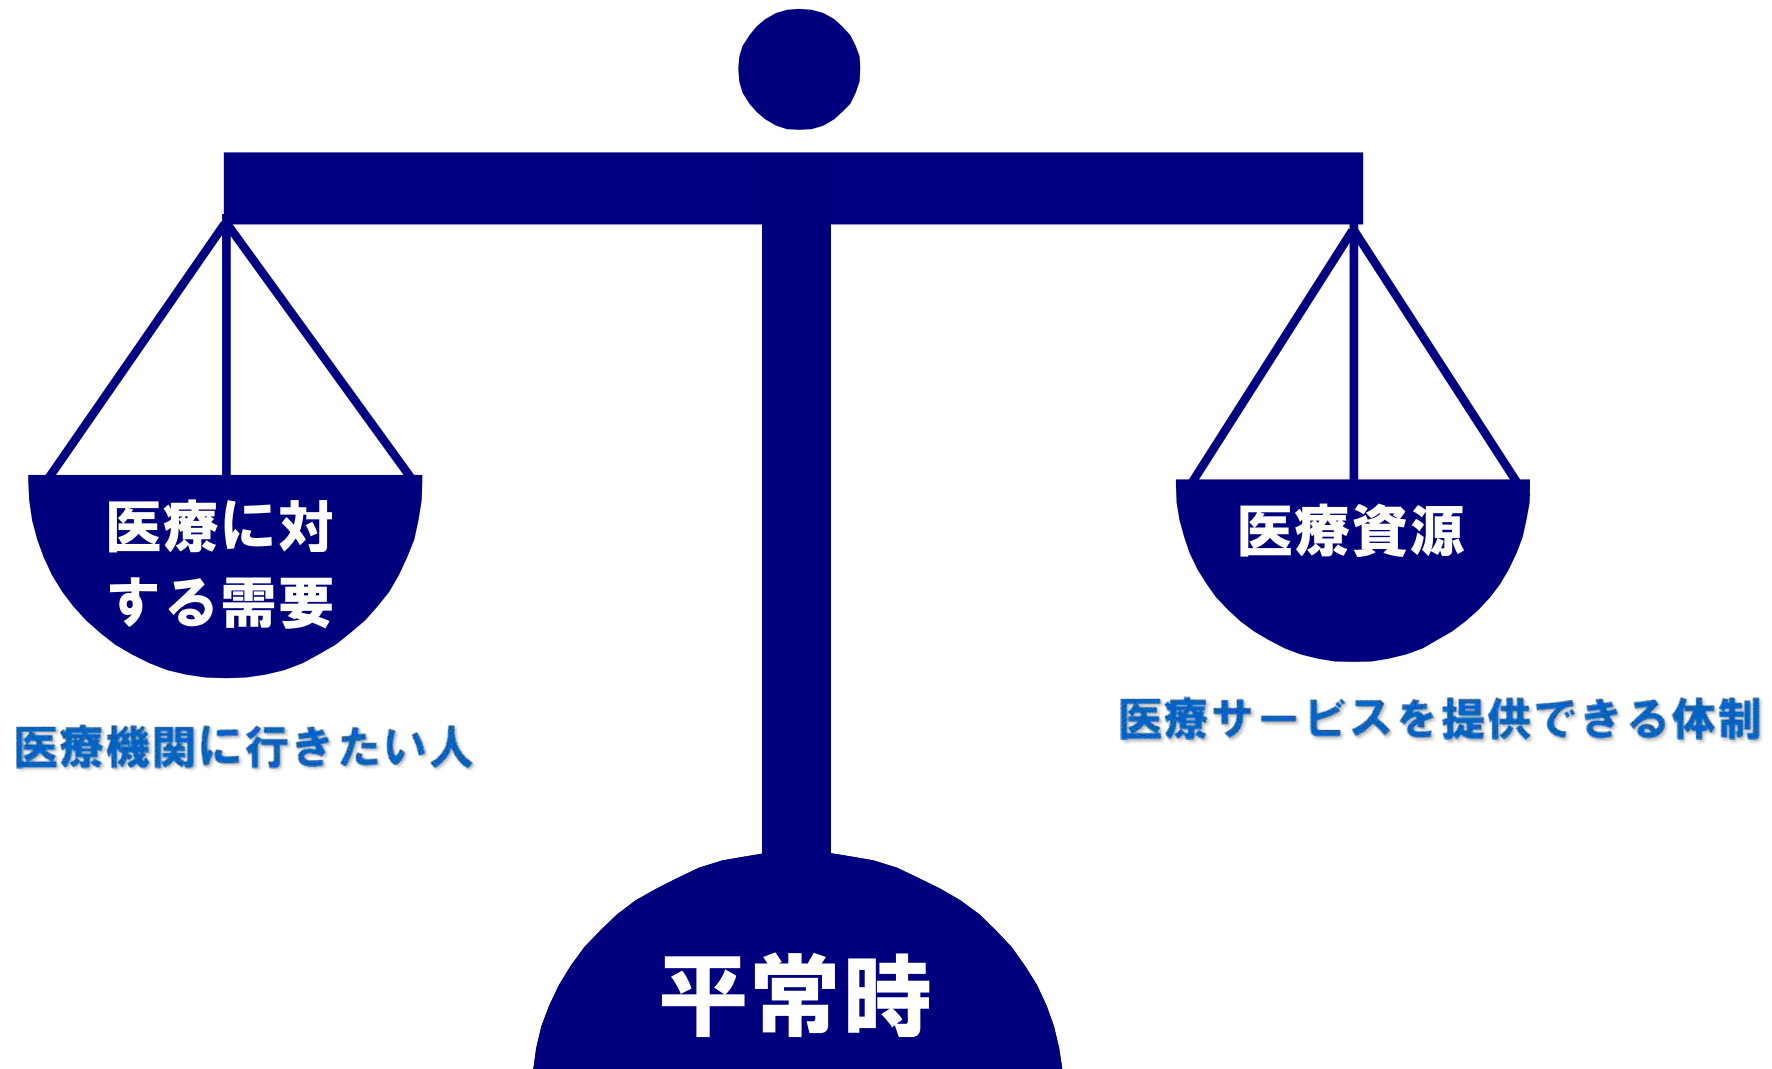 医療に対
する需要
医療機関に行きたい人
医療資源
医療サービスを提供できる体制
平常時